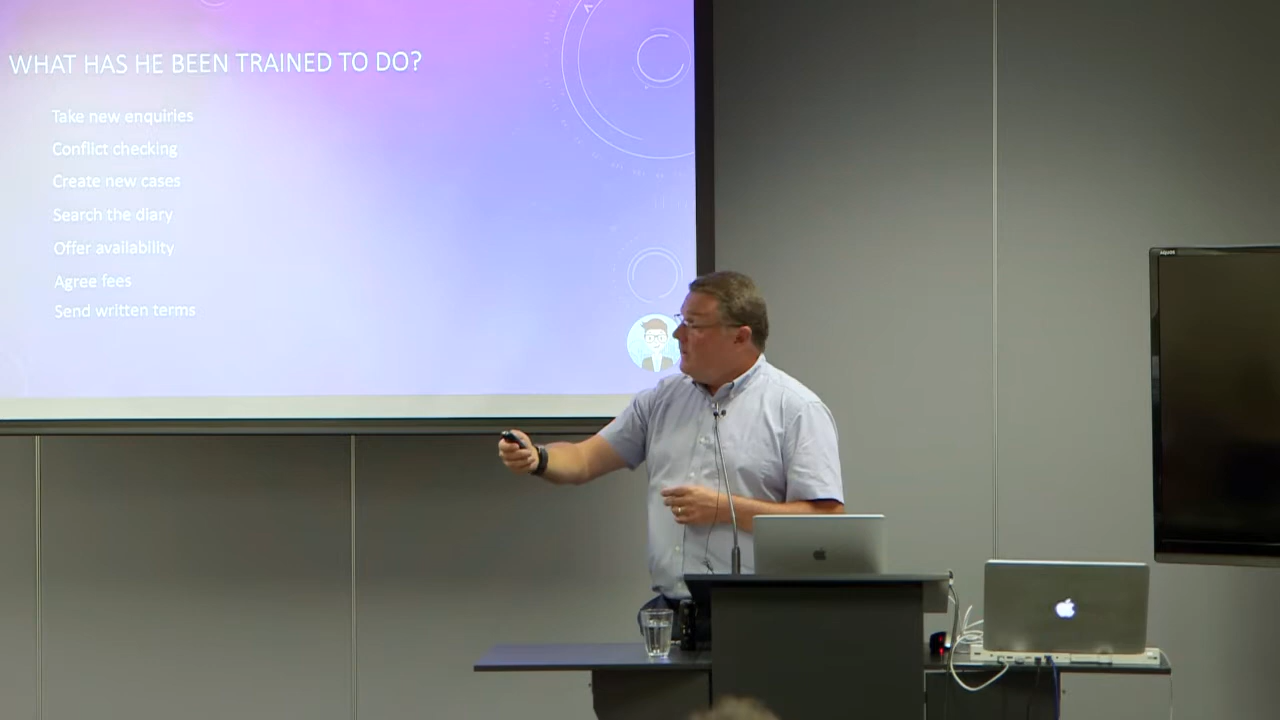 WHAT HAS HE BEEN TRAINED TO DO?
Take new enquiries
Conflict checking
Create new cases
Search the diary
Offer availability
Agree fees
Send written terms